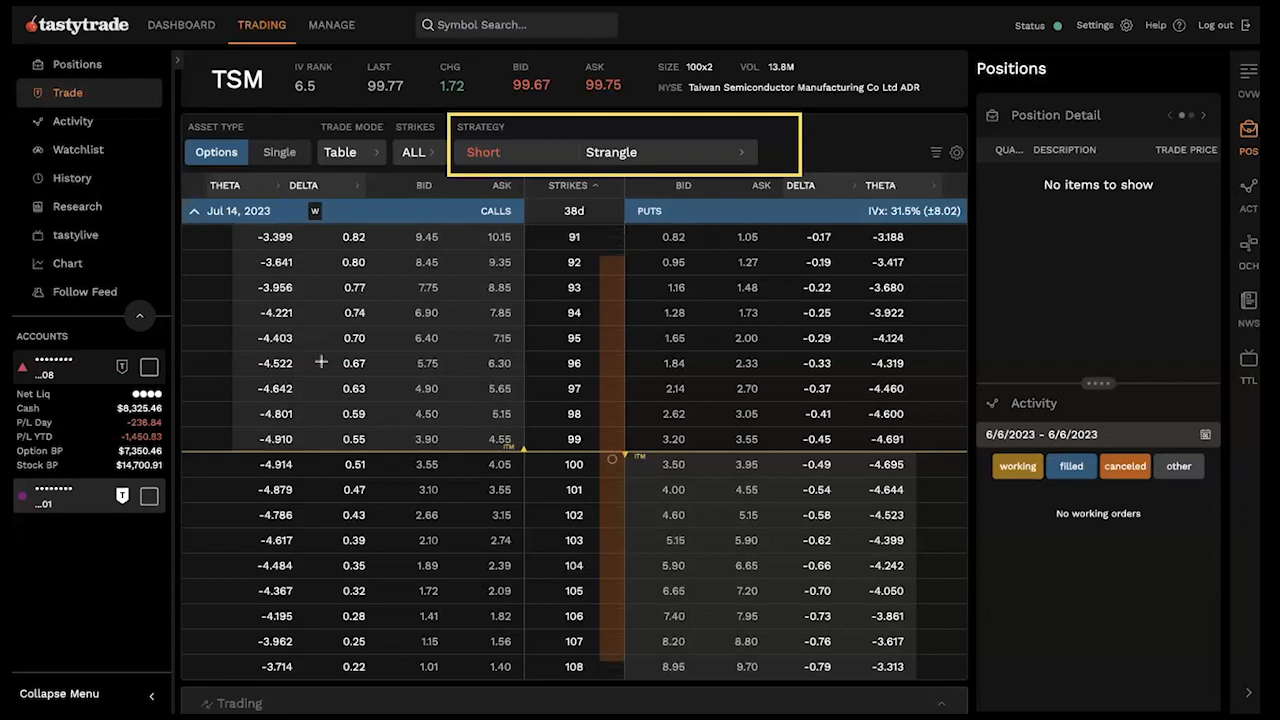 tastytrade DASHBOARD TRADING MANAGE Symbol Search... Status Settings Help Log out
Positions
Trade
Activity
Watchlist
History
Research
tastylive
Chart
Follow Feed
ACCOUNTS
........
...08
Net Liq
Cash $8,325.46
P/L Day -236.84
P/L YTD -1,450.83
Option BP $7,350.46
Stock BP $14,700.91
........
...01
Collapse Menu
TSM
IV RANK LAST CHG BID ASK
6.5 99.77 1.72 99.67 99.75
SIZE 100x2 VOL 13.8M
NYSE Taiwan Semiconductor Manufacturing Co Ltd ADR
ASSET TYPE TRADE MODE STRIKES STRATEGY
Options Single Table ALL Short Strangle
THETA DELTA BID ASK STRIKES BID ASK DELTA THETA
Jul 14, 2023 W CALLS 38d PUTS IVx: 31.5% (±8.02)
-3.399 0.82 9.45 10.15 91 0.82 1.05 -0.17 -3.188
-3.641 0.80 8.45 9.35 92 0.95 1.27 -0.19 -3.417
-3.956 0.77 7.75 8.85 93 1.16 1.48 -0.22 -3.680
-4.221 0.74 6.90 7.85 94 1.28 1.73 -0.25 -3.922
-4.403 0.70 6.40 7.15 95 1.65 2.00 -0.29 -4.124
-4.522 0.67 5.75 6.30 96 1.84 2.33 -0.33 -4.319
-4.642 0.63 4.90 5.65 97 2.14 2.70 -0.37 -4.460
-4.801 0.59 4.50 5.15 98 2.62 3.05 -0.41 -4.600
-4.910 0.55 3.90 4.55 99 3.20 3.55 -0.45 -4.691
ITM ITM
-4.914 0.51 3.55 4.05 100 3.50 3.95 -0.49 -4.695
-4.879 0.47 3.10 3.55 101 4.00 4.55 -0.54 -4.644
-4.786 0.43 2.66 3.15 102 4.60 5.15 -0.58 -4.523
-4.617 0.39 2.10 2.74 103 5.15 5.90 -0.62 -4.399
-4.484 0.35 1.89 2.39 104 5.90 6.65 -0.66 -4.242
-4.367 0.32 1.72 2.09 105 6.65 7.20 -0.70 -4.050
-4.195 0.28 1.41 1.82 106 7.40 7.95 -0.73 -3.861
-3.962 0.25 1.15 1.56 107 8.20 8.80 -0.76 -3.617
-3.714 0.22 1.01 1.40 108 8.95 9.70 -0.79 -3.313
Trading
Positions
Position Detail
QUA... DESCRIPTION TRADE PRICE
No items to show
Activity
6/6/2023 - 6/6/2023
working filled canceled other
No working orders
OVW
POS
ACT
OCH
NWS
TTL